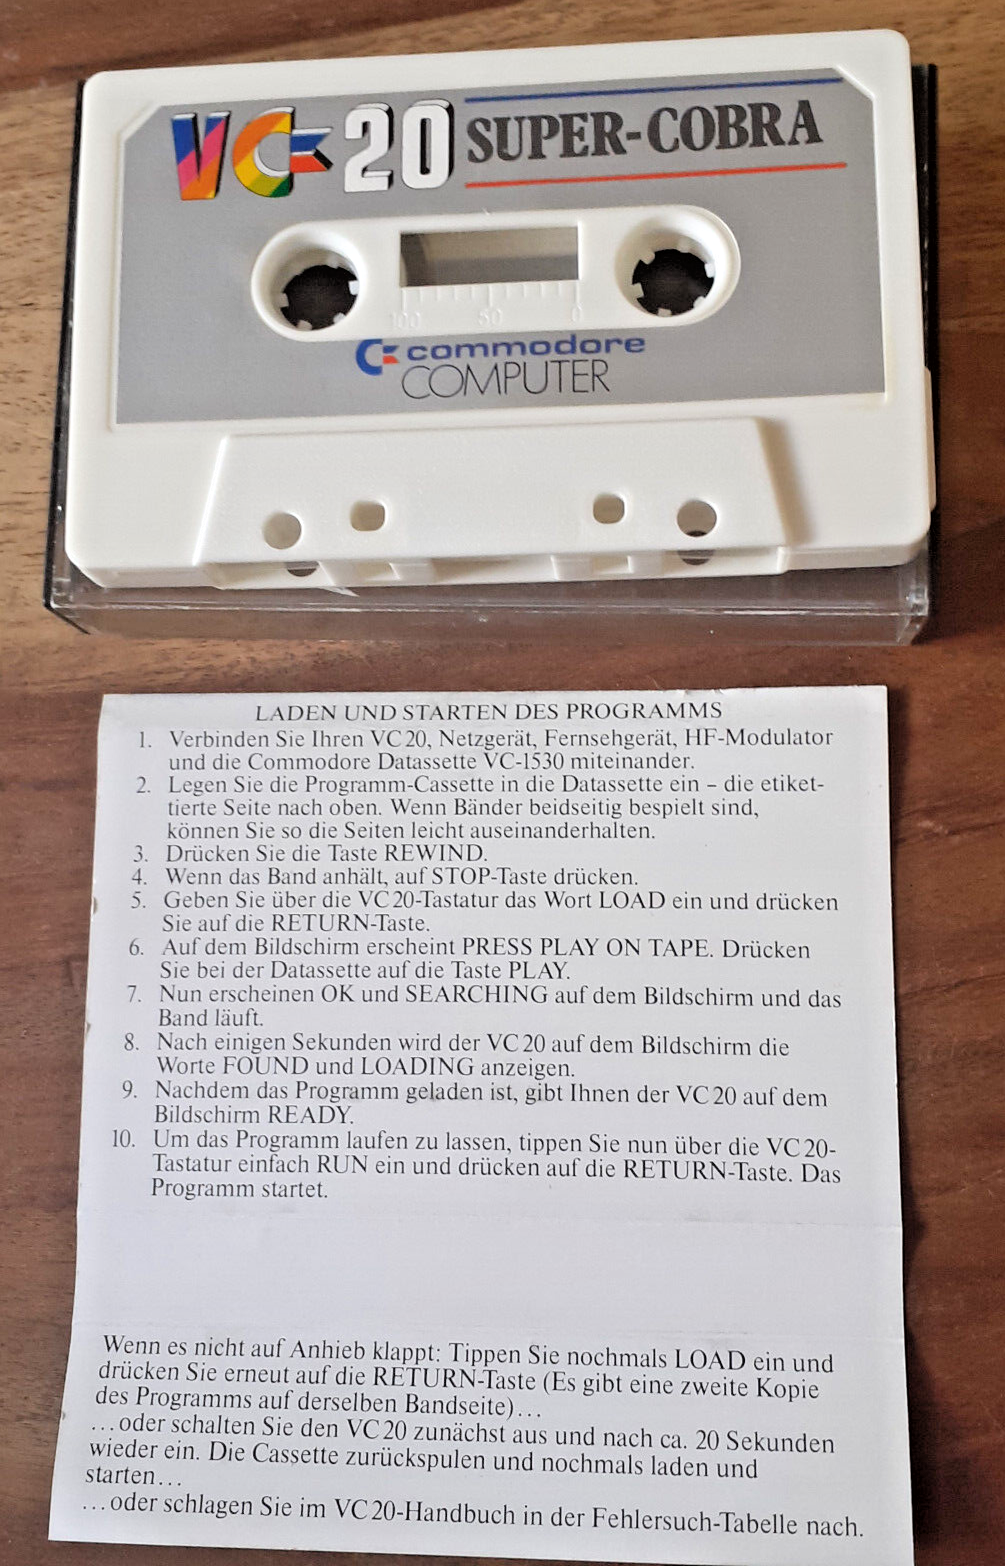 VC 20 SUPER-COBRA
100 50 0
commodore
COMPUTER
LADEN UND STARTEN DES PROGRAMMS
1. Verbinden Sie Ihren VC 20, Netzgerät, Fernsehgerät, HF-Modulator
und die Commodore Datassette VC-1530 miteinander.
2. Legen Sie die Programm-Cassette in die Datassette ein – die etiket-
tierte Seite nach oben. Wenn Bänder beidseitig bespielt sind,
können Sie so die Seiten leicht auseinanderhalten.
3. Drücken Sie die Taste REWIND.
4. Wenn das Band anhält, auf STOP-Taste drücken.
5. Geben Sie über die VC 20-Tastatur das Wort LOAD ein und drücken
Sie auf die RETURN-Taste.
6. Auf dem Bildschirm erscheint PRESS PLAY ON TAPE. Drücken
Sie bei der Datassette auf die Taste PLAY.
7. Nun erscheinen OK und SEARCHING auf dem Bildschirm und das
Band läuft.
8. Nach einigen Sekunden wird der VC 20 auf dem Bildschirm die
Worte FOUND und LOADING anzeigen.
9. Nachdem das Programm geladen ist, gibt Ihnen der VC 20 auf dem
Bildschirm READY.
10. Um das Programm laufen zu lassen, tippen Sie nun über die VC 20-
Tastatur einfach RUN ein und drücken auf die RETURN-Taste. Das
Programm startet.
Wenn es nicht auf Anhieb klappt: Tippen Sie nochmals LOAD ein und
drücken Sie erneut auf die RETURN-Taste (Es gibt eine zweite Kopie
des Programms auf derselben Bandseite)...
...oder schalten Sie den VC 20 zunächst aus und nach ca. 20 Sekunden
wieder ein. Die Cassette zurückspulen und nochmals laden und
starten...
...oder schlagen Sie im VC 20-Handbuch in der Fehlersuch-Tabelle nach.